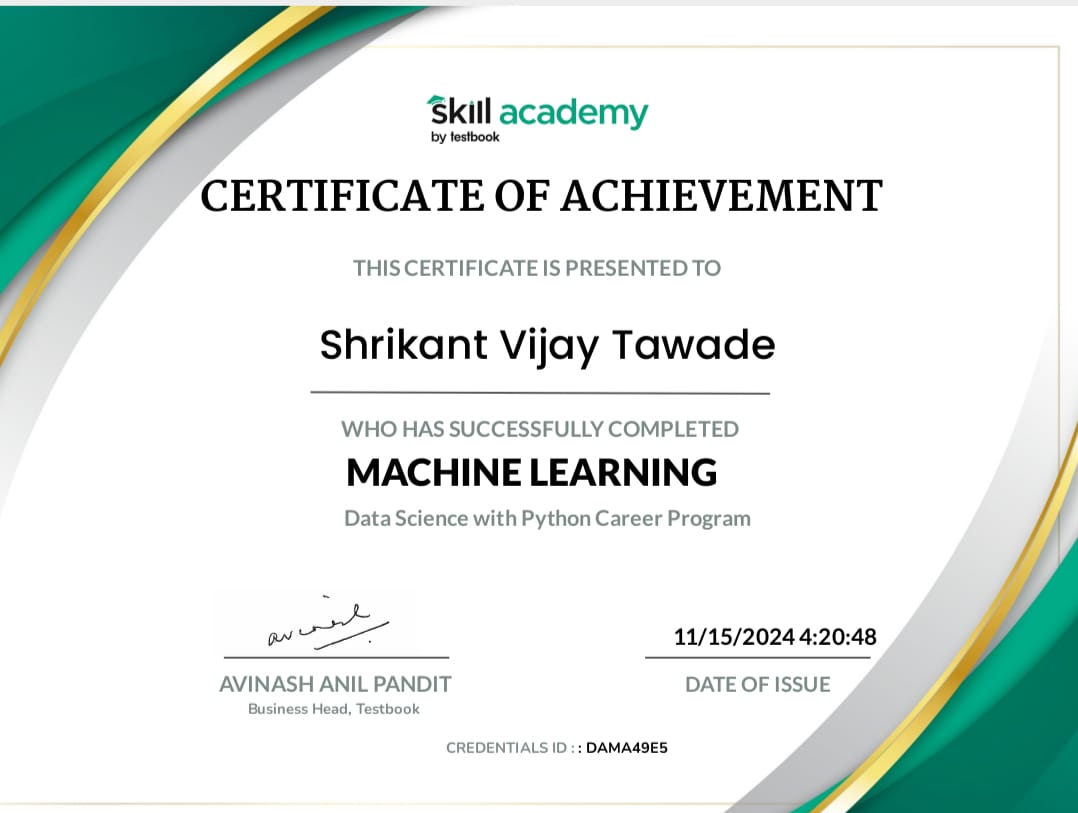 skill academy
by testbook
CERTIFICATE OF ACHIEVEMENT
THIS CERTIFICATE IS PRESENTED TO
Shrikant Vijay Tawade
WHO HAS SUCCESSFULLY COMPLETED
MACHINE LEARNING
Data Science with Python Career Program
avinash
11/15/2024 4:20:48
AVINASH ANIL PANDIT
DATE OF ISSUE
Business Head, Testbook
CREDENTIALS ID : : DAMA49E5